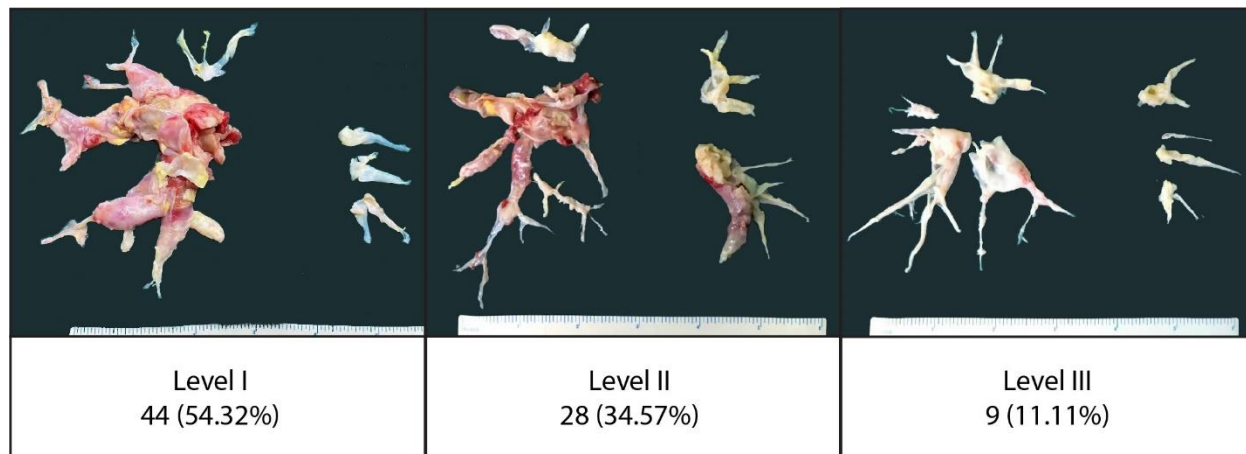 Level I
44 (54.32%)
Level II
28 (34.57%)
Level III
9 (11.11%)